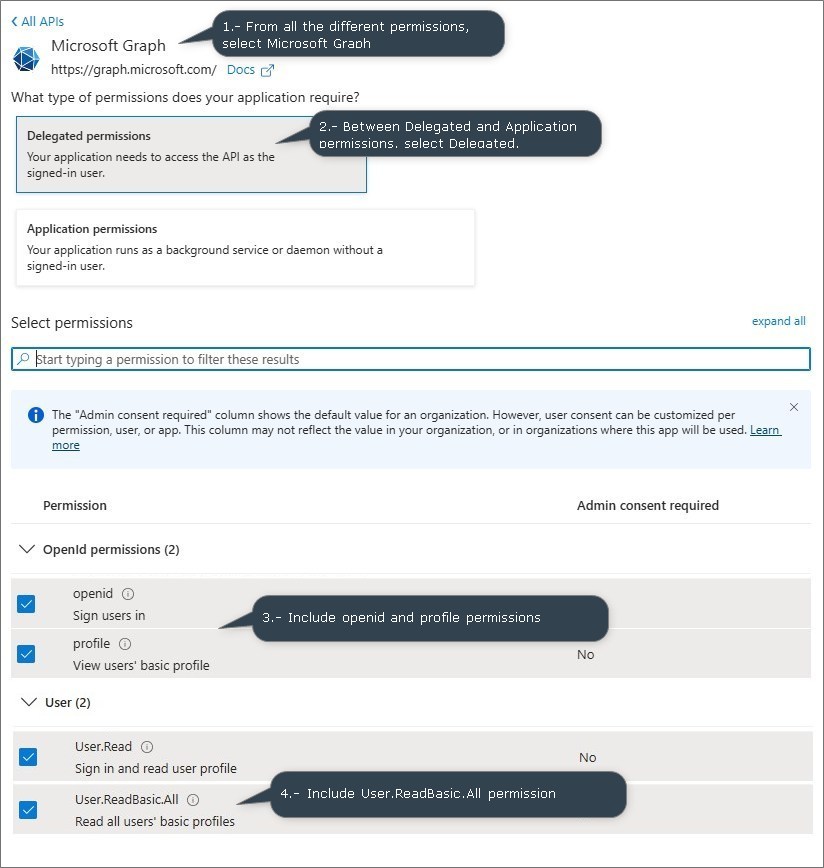 All APIs
1.- From all the different permissions,
select Microsoft Graph
Microsoft Graph
https://graph.microsoft.com/ Docs
What type of permissions does your application require?
Delegated permissions
Your application needs to access the API as the
signed-in user.
2.- Between Delegated and Application
permissions, select Delegated.
Application permissions
Your application runs as a background service or daemon without a
signed-in user.
Select permissions
expand all
Start typing a permission to filter these results
The "Admin consent required" column shows the default value for an organization. However, user consent can be customized per
permission, user, or app. This column may not reflect the value in your organization, or in organizations where this app will be used. Learn
more
Permission Admin consent required
OpenId permissions (2)
openid
Sign users in
3.- Include openid and profile permissions
profile
View users' basic profile
No
User (2)
User.Read
Sign in and read user profile
No
User.ReadBasic.All
Read all users' basic profiles
4.- Include User.ReadBasic.All permission